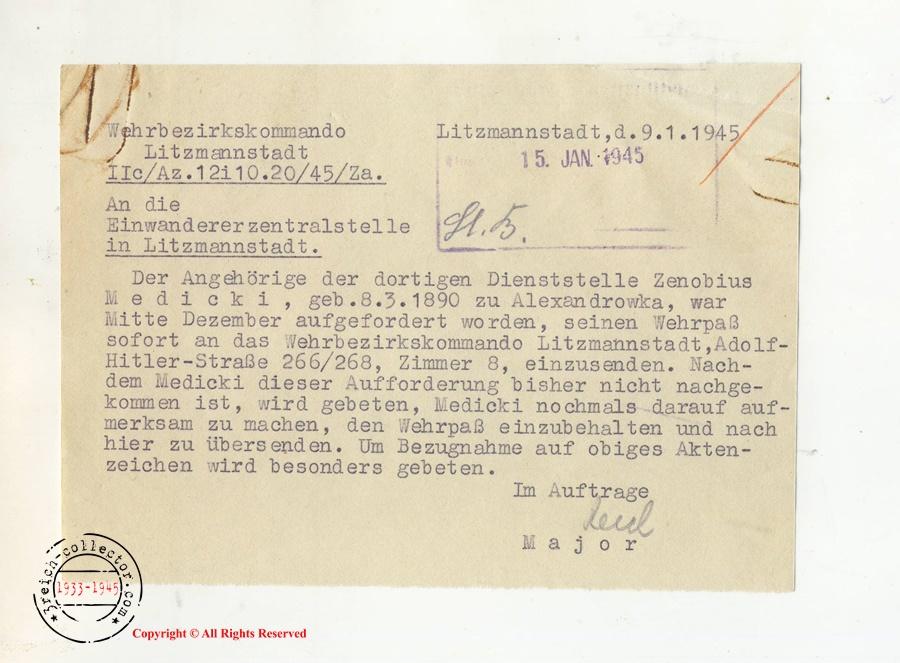 Wehrbezirkskommando
Litzmannstadt
IIc/Az.12i10.20/45/Za.
Litzmannstadt,d.9.1.1945
15. JAN. 1945
An die
Einwandererzentralstelle
in Litzmannstadt.
Der Angehörige der dortigen Dienststelle Zenobius
M e d i c k i , geb.8.3.1890 zu Alexandrowka, war
Mitte Dezember aufgefordert worden, seinen Wehrpaß
sofort an das Wehrbezirkskommando Litzmannstadt,Adolf-
Hitler-Straße 266/268, Zimmer 8, einzusenden. Nach-
dem Medicki dieser Aufforderung bisher nicht nachge-
kommen ist, wird gebeten, Medicki nochmals darauf auf-
merksam zu machen, den Wehrpaß einzubehalten und nach
hier zu übersenden. Um Bezugnahme auf obiges Akten-
zeichen wird besonders gebeten.
Im Auftrage
M a j o r
3reich-collector.com
1933-1945
Copyright © All Rights Reserved